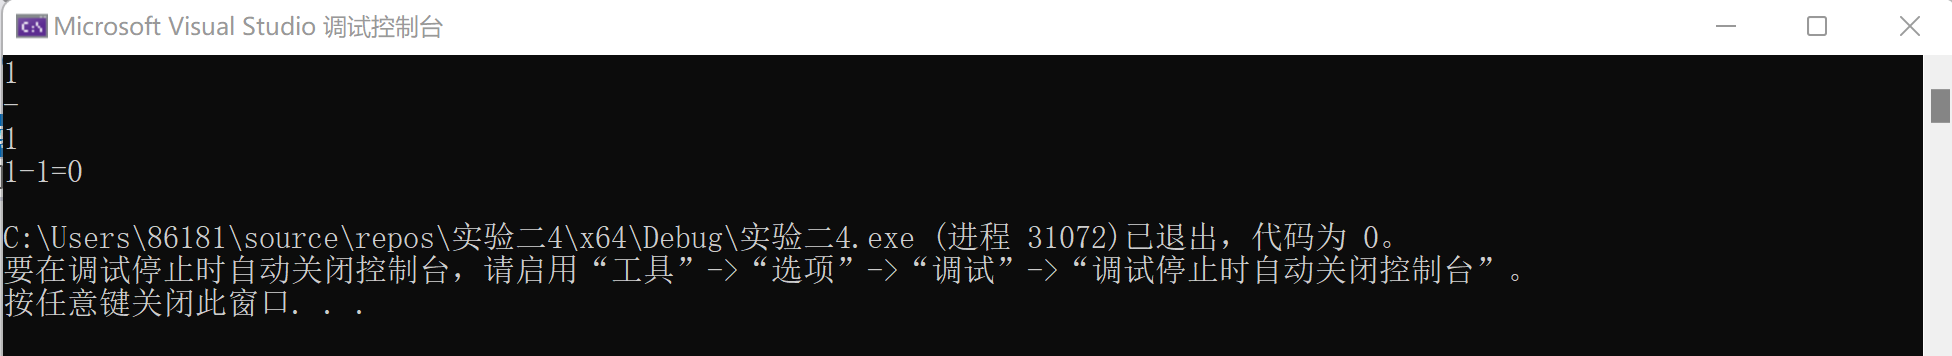 Microsoft Visual Studio 调试控制台
1
-
1
1-1=0
C:\Users\86181\source\repos\实验二4\x64\Debug\实验二4.exe (进程 31072)已退出，代码为 0。
要在调试停止时自动关闭控制台，请启用“工具”->“选项”->“调试”->“调试停止时自动关闭控制台”。
按任意键关闭此窗口. . .